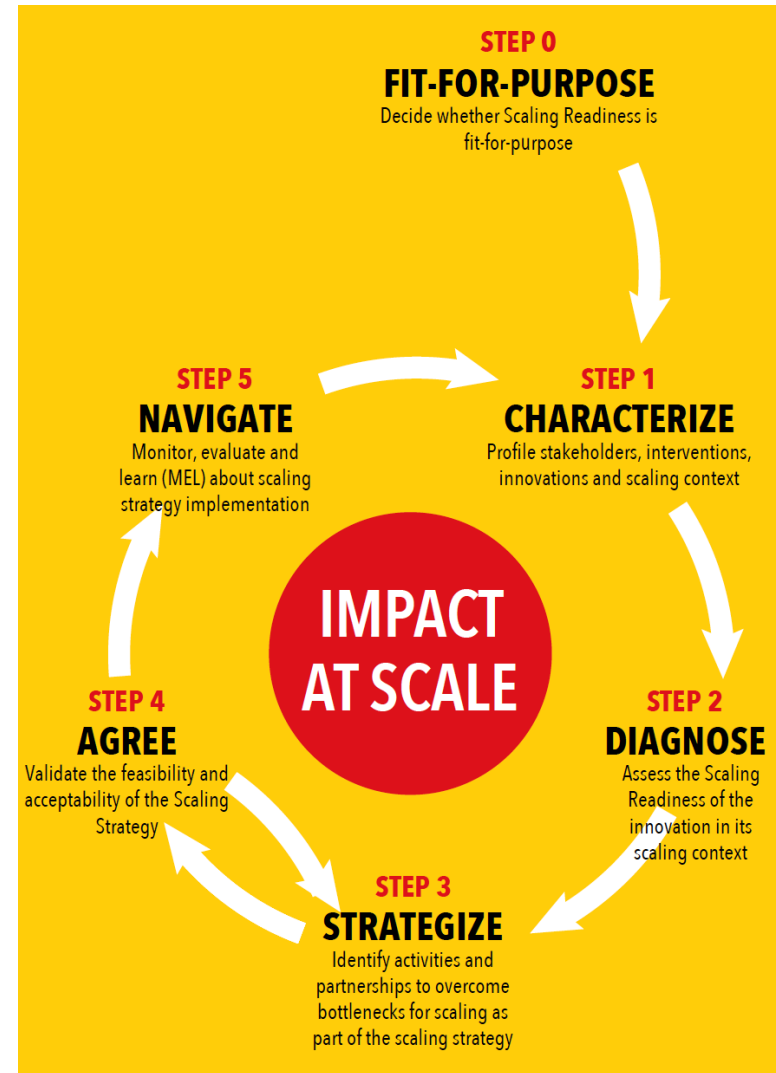 STEP 0
FIT-FOR-PURPOSE
Decide whether Scaling Readiness is
fit-for-purpose
STEP 1
CHARACTERIZE
Profile stakeholders, interventions,
innovations and scaling context
STEP 2
DIAGNOSE
Assess the Scaling
Readiness of the
innovation in its
scaling context
STEP 3
STRATEGIZE
Identify activities and
partnerships to overcome
bottlenecks for scaling as
part of the scaling strategy
STEP 4
AGREE
Validate the feasibility and
acceptability of the Scaling
Strategy
STEP 5
NAVIGATE
Monitor, evaluate and
learn (MEL) about scaling
strategy implementation
IMPACT
AT SCALE